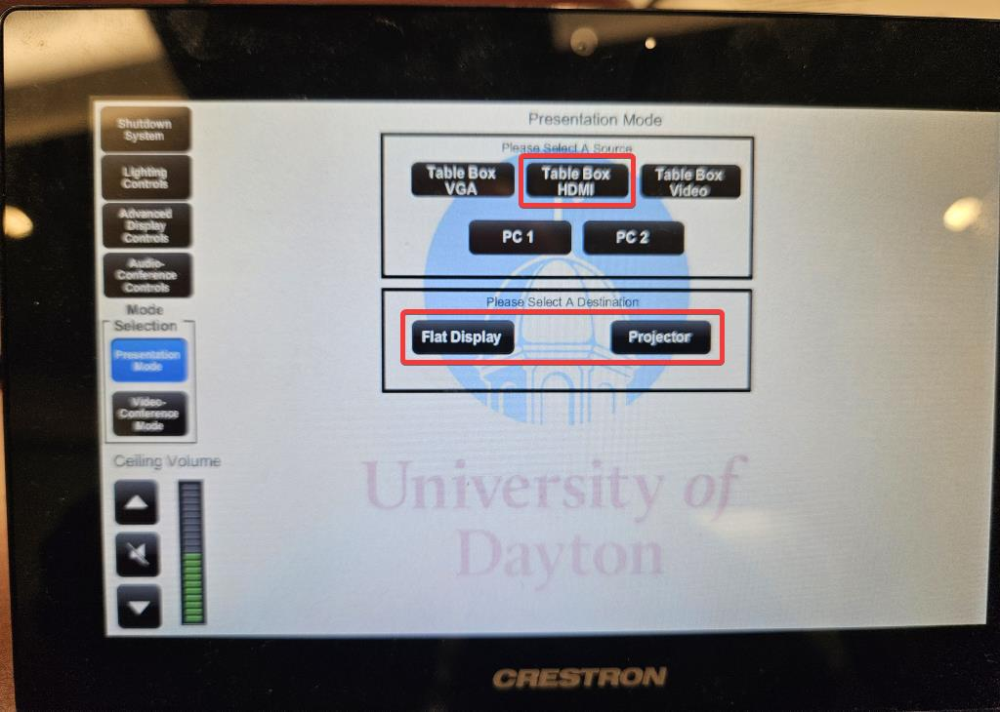 Presentation Mode
Shutdown
System
Lighting
Controls
Advanced
Display
Controls
Audio-
Conference
Controls
Mode
Selection
Presentation
Mode
Video-
Conference
Mode
Ceiling Volume
Please Select A Source
Table Box
VGA
Table Box
HDMI
Table Box
Video
PC 1
PC 2
Please Select A Destination
Flat Display
Projector
University of
Dayton
CRESTRON